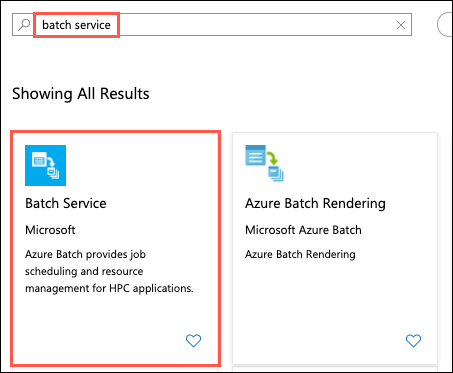 batch service
Showing All Results
Batch Service
Microsoft
Azure Batch provides job
scheduling and resource
management for HPC applications.
Azure Batch Rendering
Microsoft Azure Batch
Azure Batch Rendering